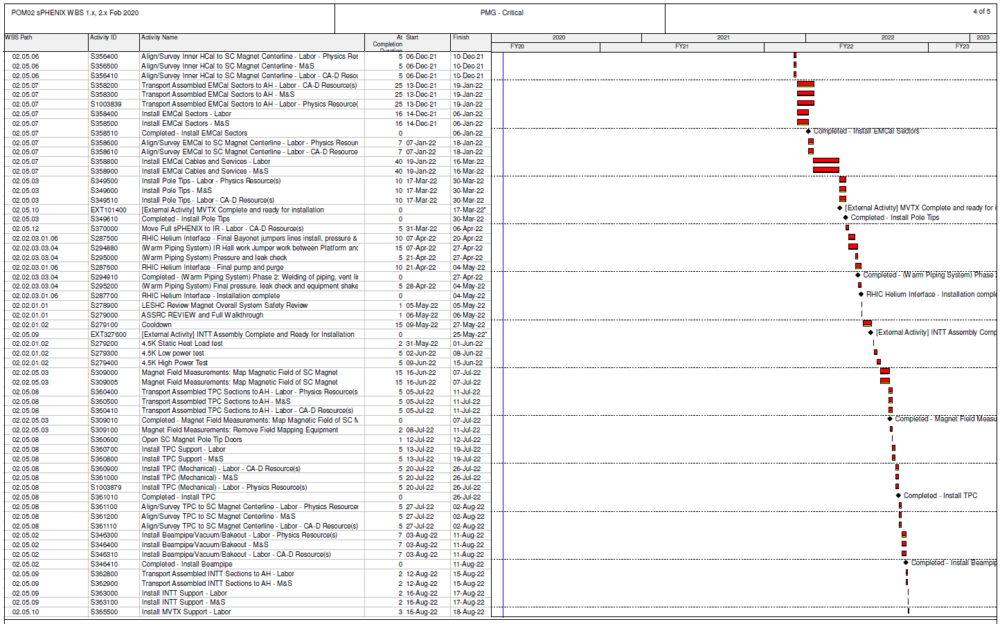 POM02 sPHENIX WBS 1.x, 2.x Feb 2020 PMG - Critical 4 of 5
WBS Path Activity ID Activity Name At Completion Duration Start Finish 2020 2021 2022 2023
FY20 FY21 FY22 FY23
02.05.06 S356400 Align/Survey Inner HCal to SC Magnet Centerline - Labor - Physics Res 5 06-Dec-21 10-Dec-21
02.05.06 S356500 Align/Survey Inner HCal to SC Magnet Centerline - M&S 5 06-Dec-21 10-Dec-21
02.05.06 S356410 Align/Survey Inner HCal to SC Magnet Centerline - Labor - CA-D Resou 5 06-Dec-21 10-Dec-21
02.05.07 S358200 Transport Assembled EMCal Sectors to AH - Labor - CA-D Resource(s) 25 13-Dec-21 19-Jan-22
02.05.07 S358300 Transport Assembled EMCal Sectors to AH - M&S 25 13-Dec-21 19-Jan-22
02.05.07 S1003839 Transport Assembled EMCal Sectors to AH - Labor - Physics Resource( 25 13-Dec-21 19-Jan-22
02.05.07 S358400 Install EMCal Sectors - Labor 16 14-Dec-21 06-Jan-22
02.05.07 S358500 Install EMCal Sectors - M&S 16 14-Dec-21 06-Jan-22
02.05.07 S358510 Completed - Install EMCal Sectors 0 06-Jan-22 Completed - Install EMCal Sectors
02.05.07 S358600 Align/Survey EMCal to SC Magnet Centerline - Labor - Physics Resour 7 07-Jan-22 18-Jan-22
02.05.07 S358610 Align/Survey EMCal to SC Magnet Centerline - Labor - CA-D Resource 7 07-Jan-22 18-Jan-22
02.05.07 S358800 Install EMCal Cables and Services - Labor 40 19-Jan-22 16-Mar-22
02.05.07 S358900 Install EMCal Cables and Services - M&S 40 19-Jan-22 16-Mar-22
02.05.03 S349500 Install Pole Tips - Labor - Physics Resource(s) 10 17-Mar-22 30-Mar-22
02.05.03 S349600 Install Pole Tips - M&S 10 17-Mar-22 30-Mar-22
02.05.03 S349510 Install Pole Tips - Labor - CA-D Resource(s) 10 17-Mar-22 30-Mar-22
02.05.10 EXT101400 [External Activity] MVTX Complete and ready for installation 0 17-Mar-22* [External Activity] MVTX Complete and ready for i
02.05.03 S349610 Completed - Install Pole Tips 0 30-Mar-22 Completed - Install Pole Tips
02.05.12 S370000 Move Full sPHENIX to IR - Labor - CA-D Resource(s) 5 31-Mar-22 06-Apr-22
02.02.03.01.06 S287500 RHIC Helium Interface - Final Bayonet jumpers lines install, pressure & 10 07-Apr-22 20-Apr-22
02.02.03.03.04 S294880 (Warm Piping System) IR Hall work Jumper work between Platform and 15 07-Apr-22 27-Apr-22
02.02.03.03.04 S295000 (Warm Piping System) Pressure and leak check 5 21-Apr-22 27-Apr-22
02.02.03.01.06 S287600 RHIC Helium Interface - Final pump and purge 10 21-Apr-22 04-May-22
02.02.03.03.04 S294910 Completed - (Warm Piping System) Phase 2: Welding of piping, vent lin 0 27-Apr-22 Completed - (Warm Piping System) Phase 2
02.02.03.03.04 S295200 (Warm Piping System) Final pressure. leak check and equipment shake 5 28-Apr-22 04-May-22
02.02.03.01.06 S287700 RHIC Helium Interface - Installation complete 0 04-May-22 RHIC Helium Interface - Installation comple
02.02.01.01 S278900 LESHC Review Magnet Overall System Safety Review 1 05-May-22 05-May-22
02.02.01.01 S279000 ASSRC REVIEW and Full Walkthrough 1 06-May-22 06-May-22
02.02.01.02 S279100 Cooldown 15 09-May-22 27-May-22
02.05.09 EXT327600 [External Activity] INTT Assembly Complete and Ready for Installation 0 25-May-22* [External Activity] INTT Assembly Comp
02.02.01.02 S279200 4.5K Static Heat Load test 2 31-May-22 01-Jun-22
02.02.01.02 S279300 4.5K Low power test 5 02-Jun-22 08-Jun-22
02.02.01.02 S279400 4.5K High Power Test 5 09-Jun-22 15-Jun-22
02.02.05.03 S309000 Magnet Field Measurements: Map Magnetic Field of SC Magnet 15 16-Jun-22 07-Jul-22
02.02.05.03 S309005 Magnet Field Measurements: Map Magnetic Field of SC Magnet 15 16-Jun-22 07-Jul-22
02.05.08 S360400 Transport Assembled TPC Sections to AH - Labor - Physics Resource(s 5 05-Jul-22 11-Jul-22
02.05.08 S360500 Transport Assembled TPC Sections to AH - M&S 5 05-Jul-22 11-Jul-22
02.05.08 S360410 Transport Assembled TPC Sections to AH - Labor - CA-D Resource(s) 5 05-Jul-22 11-Jul-22
02.02.05.03 S309010 Completed - Magnet Field Measurements: Map Magnetic Field of SC M 0 07-Jul-22 Completed - Magnet Field Measu
02.02.05.03 S309100 Magnet Field Measurements: Remove Field Mapping Equipment 2 08-Jul-22 11-Jul-22
02.05.08 S360600 Open SC Magnet Pole Tip Doors 1 12-Jul-22 12-Jul-22
02.05.08 S360700 Install TPC Support - Labor 5 13-Jul-22 19-Jul-22
02.05.08 S360800 Install TPC Support - M&S 5 13-Jul-22 19-Jul-22
02.05.08 S360900 Install TPC (Mechanical) - Labor - CA-D Resource(s) 5 20-Jul-22 26-Jul-22
02.05.08 S361000 Install TPC (Mechanical) - M&S 5 20-Jul-22 26-Jul-22
02.05.08 S1003879 Install TPC (Mechanical) - Labor - Physics Resource(s) 5 20-Jul-22 26-Jul-22
02.05.08 S361010 Completed - Install TPC 0 26-Jul-22 Completed - Install TPC
02.05.08 S361100 Align/Survey TPC to SC Magnet Centerline - Labor - Physics Resource 5 27-Jul-22 02-Aug-22
02.05.08 S361200 Align/Survey TPC to SC Magnet Centerline - M&S 5 27-Jul-22 02-Aug-22
02.05.08 S361110 Align/Survey TPC to SC Magnet Centerline - Labor - CA-D Resource(s) 5 27-Jul-22 02-Aug-22
02.05.02 S346300 Install Beampipe/Vacuum/Bakeout - Labor - Physics Resource(s) 7 03-Aug-22 11-Aug-22
02.05.02 S346400 Install Beampipe/Vacuum/Bakeout - M&S 7 03-Aug-22 11-Aug-22
02.05.02 S346310 Install Beampipe/Vacuum/Bakeout - Labor - CA-D Resource(s) 7 03-Aug-22 11-Aug-22
02.05.02 S346410 Completed - Install Beampipe 0 11-Aug-22 Completed - Install Beampip
02.05.09 S362800 Transport Assembled INTT Sections to AH - Labor 2 12-Aug-22 15-Aug-22
02.05.09 S362900 Transport Assembled INTT Sections to AH - M&S 2 12-Aug-22 15-Aug-22
02.05.09 S363000 Install INTT Support - Labor 2 16-Aug-22 17-Aug-22
02.05.09 S363100 Install INTT Support - M&S 2 16-Aug-22 17-Aug-22
02.05.10 S365500 Install MVTX Support - Labor 3 16-Aug-22 18-Aug-22